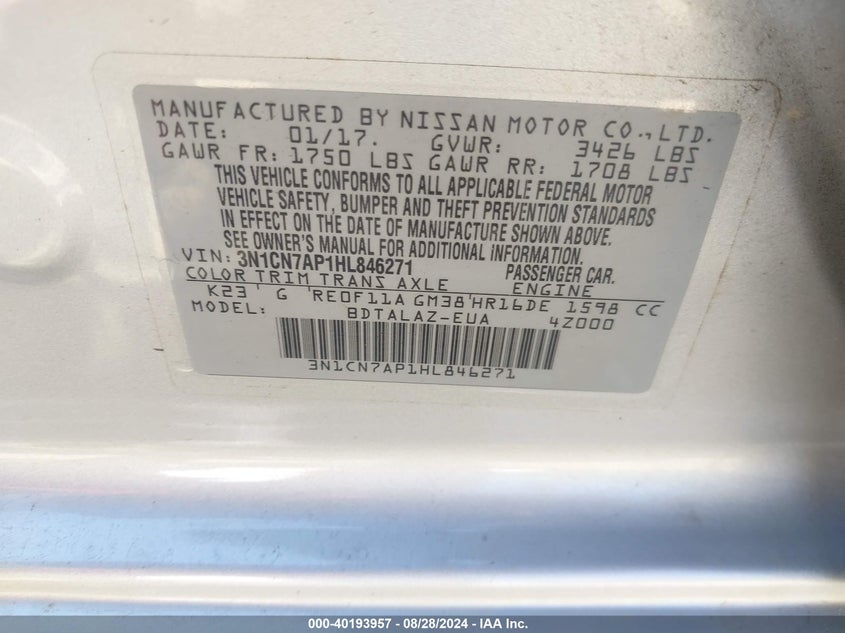 MANUFACTURED BY NISSAN MOTOR CO., LTD.
DATE: 01/17. GVWR: 3426 LBS
GAWR FR: 1750 LBS GAWR RR: 1708 LBS
THIS VEHICLE CONFORMS TO ALL APPLICABLE FEDERAL MOTOR
VEHICLE SAFETY, BUMPER AND THEFT PREVENTION STANDARDS
IN EFFECT ON THE DATE OF MANUFACTURE SHOWN ABOVE.
SEE OWNER'S MANUAL FOR ADDITIONAL INFORMATION.
VIN: 3N1CN7AP1HL846271 PASSENGER CAR.
COLOR TRIM TRANS AXLE ENGINE
K23 G RE0F11A GM38 HR16DE 1598 CC
MODEL: BDTALAZ-EUA 4Z000
3N1CN7AP1HL846271
000-40193957 - 08/28/2024 - IAA Inc.